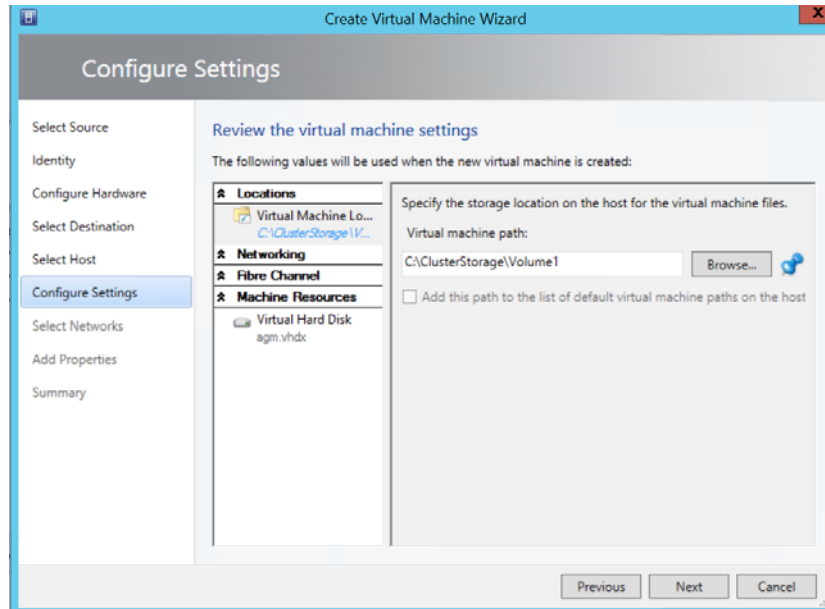 Create Virtual Machine Wizard
X
Configure Settings
Select Source
Identity
Configure Hardware
Select Destination
Select Host
Configure Settings
Select Networks
Add Properties
Summary
Review the virtual machine settings
The following values will be used when the new virtual machine is created:
Locations
Virtual Machine Lo...
C:\ClusterStorage\V...
Networking
Fibre Channel
Machine Resources
Virtual Hard Disk
agm.vhdx
Specify the storage location on the host for the virtual machine files.
Virtual machine path:
C:\ClusterStorage\Volume1
Browse...
Add this path to the list of default virtual machine paths on the host
Previous
Next
Cancel